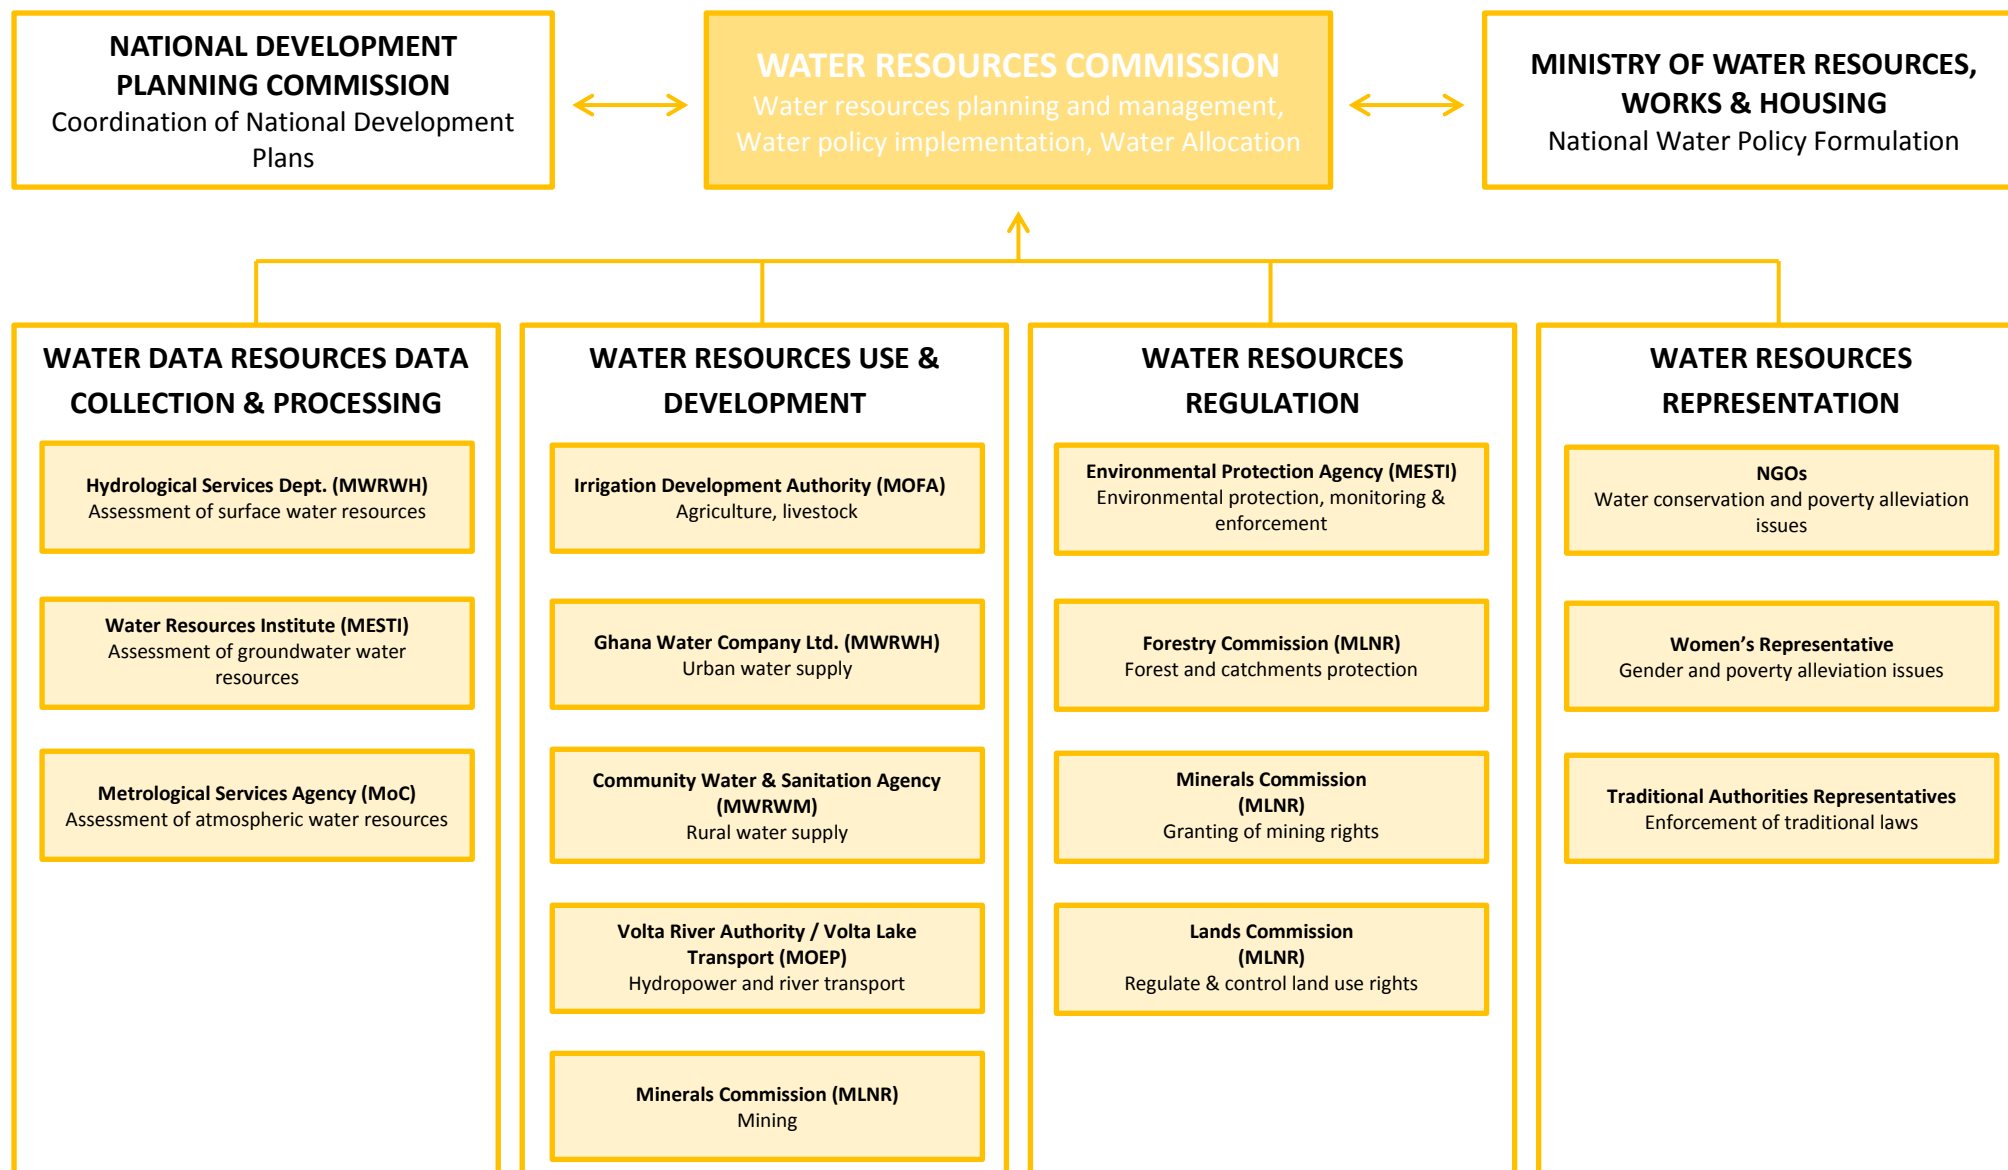 NATIONAL DEVELOPMENT
PLANNING COMMISSION
Coordination of National Development
Plans
WATER RESOURCES COMMISSION
Water resources planning and management,
Water policy implementation, Water Allocation
MINISTRY OF WATER RESOURCES,
WORKS & HOUSING
National Water Policy Formulation
WATER DATA RESOURCES DATA
COLLECTION & PROCESSING
Hydrological Services Dept. (MWRWH)
Assessment of surface water resources
Water Resources Institute (MESTI)
Assessment of groundwater water
resources
Metrological Services Agency (MoC)
Assessment of atmospheric water resources
WATER RESOURCES USE &
DEVELOPMENT
Irrigation Development Authority (MOFA)
Agriculture, livestock
Ghana Water Company Ltd. (MWRWH)
Urban water supply
Community Water & Sanitation Agency
(MWRWM)
Rural water supply
Volta River Authority / Volta Lake
Transport (MOEP)
Hydropower and river transport
Minerals Commission (MLNR)
Mining
WATER RESOURCES
REGULATION
Environmental Protection Agency (MESTI)
Environmental protection, monitoring &
enforcement
Forestry Commission (MLNR)
Forest and catchments protection
Minerals Commission
(MLNR)
Granting of mining rights
Lands Commission
(MLNR)
Regulate & control land use rights
WATER RESOURCES
REPRESENTATION
NGOs
Water conservation and poverty alleviation
issues
Women’s Representative
Gender and poverty alleviation issues
Traditional Authorities Representatives
Enforcement of traditional laws